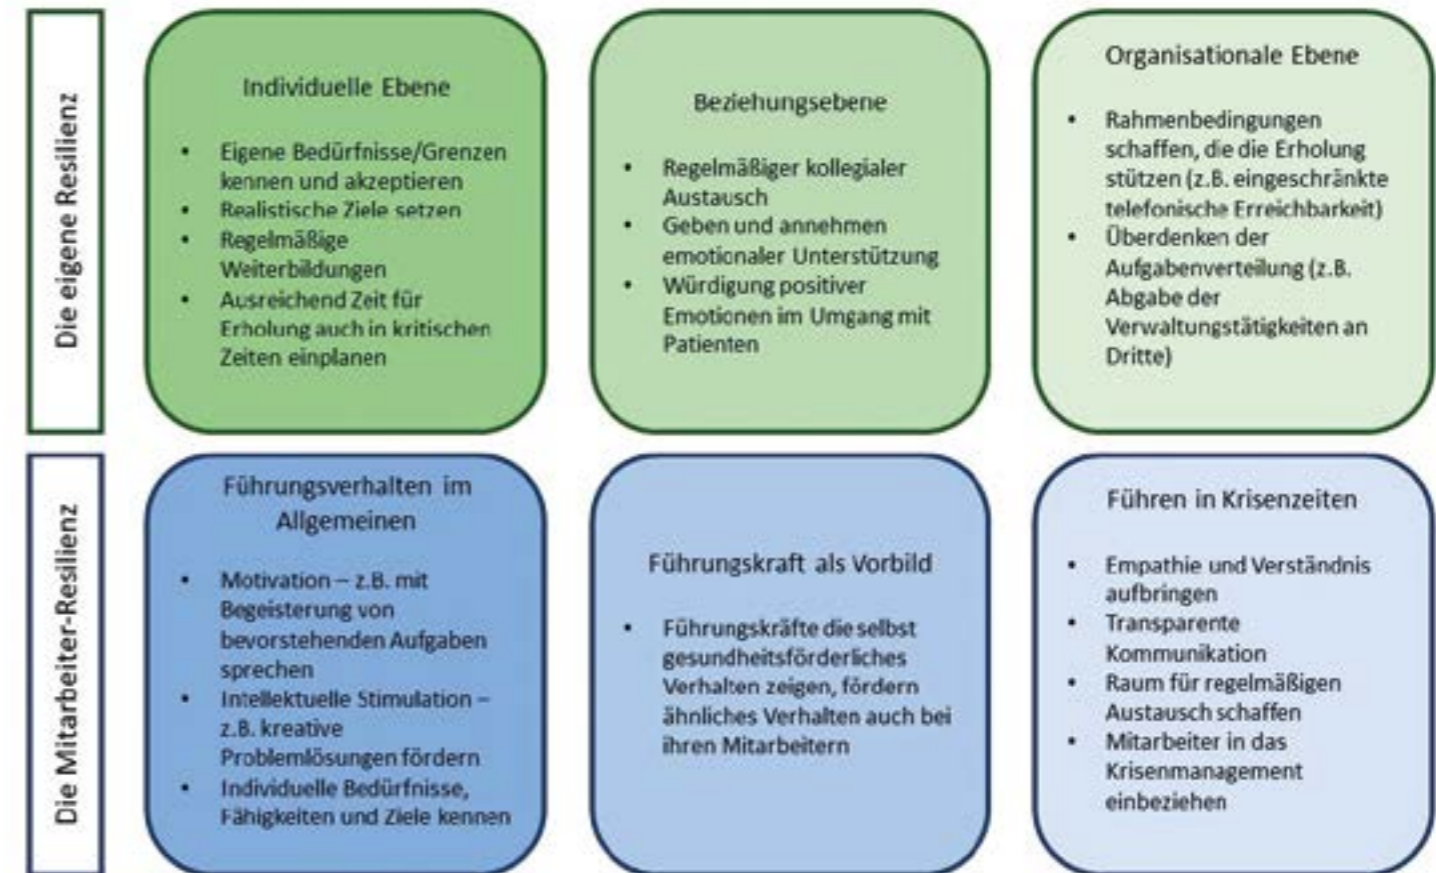 Die eigene Resilienz
Individuelle Ebene
• Eigene Bedürfnisse/Grenzen
kennen und akzeptieren
• Realistische Ziele setzen
• Regelmäßige
Weiterbildungen
• Ausreichend Zeit für
Erholung auch in kritischen
Zeiten einplanen
Beziehungsebene
• Regelmäßiger kollegialer
Austausch
• Geben und annehmen
emotionaler Unterstützung
• Würdigung positiver
Emotionen im Umgang mit
Patienten
Organisationale Ebene
• Rahmenbedingungen
schaffen, die die Erholung
stützen (z.B. eingeschränkte
telefonische Erreichbarkeit)
• Überdenken der
Aufgabenverteilung (z.B.
Abgabe der
Verwaltungstätigkeiten an
Dritte)
Die Mitarbeiter-Resilienz
Führungsverhalten im
Allgemeinen
• Motivation – z.B. mit
Begeisterung von
bevorstehenden Aufgaben
sprechen
• Intellektuelle Stimulation –
z.B. kreative
Problemlösungen fördern
• Individuelle Bedürfnisse,
Fähigkeiten und Ziele kennen
Führungskraft als Vorbild
• Führungskräfte die selbst
gesundheitsförderliches
Verhalten zeigen, fördern
ähnliches Verhalten auch bei
ihren Mitarbeitern
Führen in Krisenzeiten
• Empathie und Verständnis
aufbringen
• Transparente
Kommunikation
• Raum für regelmäßigen
Austausch schaffen
• Mitarbeiter in das
Krisenmanagement
einbeziehen